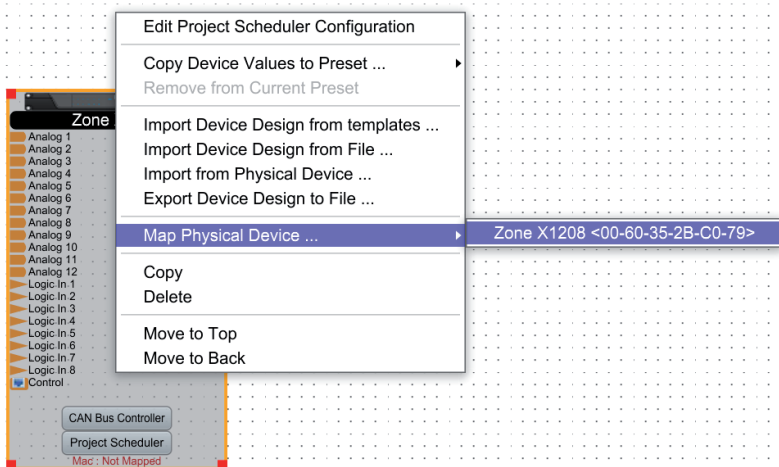 Edit Project Scheduler Configuration
Copy Device Values to Preset ...
Remove from Current Preset
Import Device Design from templates ...
Import Device Design from File ...
Import from Physical Device ...
Export Device Design to File ...
Map Physical Device ...
Zone X1208 <00-60-35-2B-C0-79>
Copy
Delete
Move to Top
Move to Back
Zone
Analog 1
Analog 2
Analog 3
Analog 4
Analog 5
Analog 6
Analog 7
Analog 8
Analog 9
Analog 10
Analog 11
Analog 12
Logic In 1
Logic In 2
Logic In 3
Logic In 4
Logic In 5
Logic In 6
Logic In 7
Logic In 8
Control
CAN Bus Controller
Project Scheduler
Mac : Not Mapped